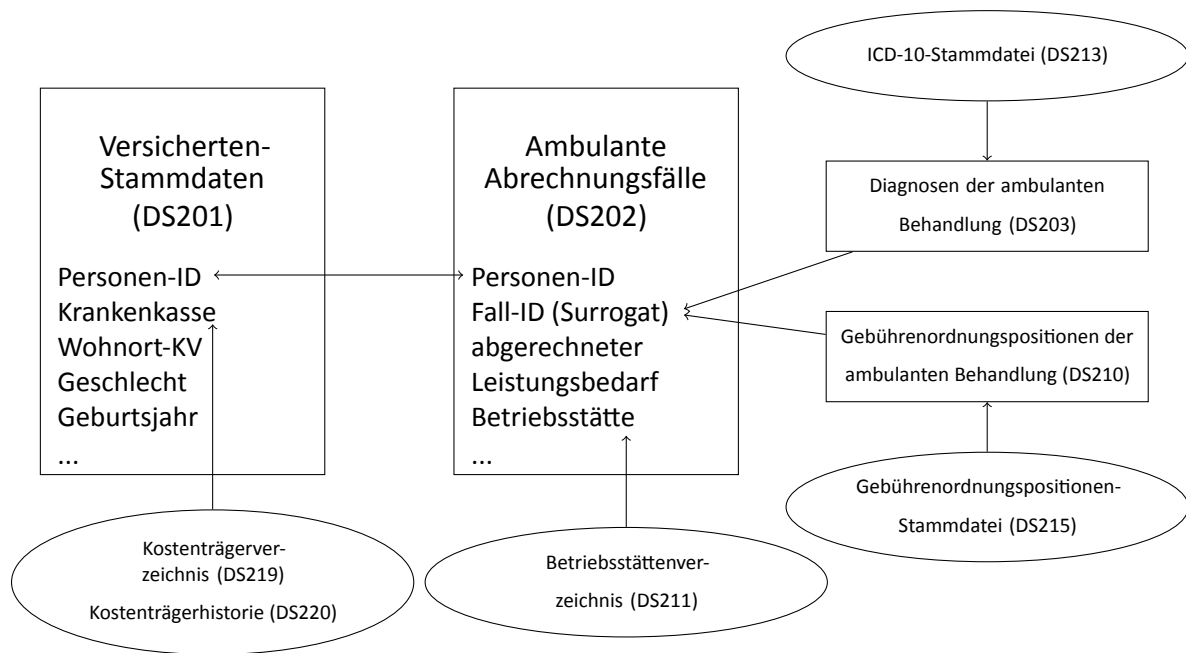 ICD-10-Stammdatei (DS213)
Versicherten-
Stammdaten
(DS201)
Personen-ID
Krankenkasse
Wohnort-KV
Geschlecht
Geburtsjahr
...
Ambulante
Abrechnungsfälle
(DS202)
Personen-ID
Fall-ID (Surrogat)
abgerechneter
Leistungsbedarf
Betriebsstätte
...
Diagnosen der ambulanten
Behandlung (DS203)
Gebührenordnungspositionen der
ambulanten Behandlung (DS210)
Gebührenordnungspositionen-
Stammdatei (DS215)
Kostenträgerver-
zeichnis (DS219)
Kostenträgerhistorie (DS220)
Betriebsstättenver-
zeichnis (DS211)